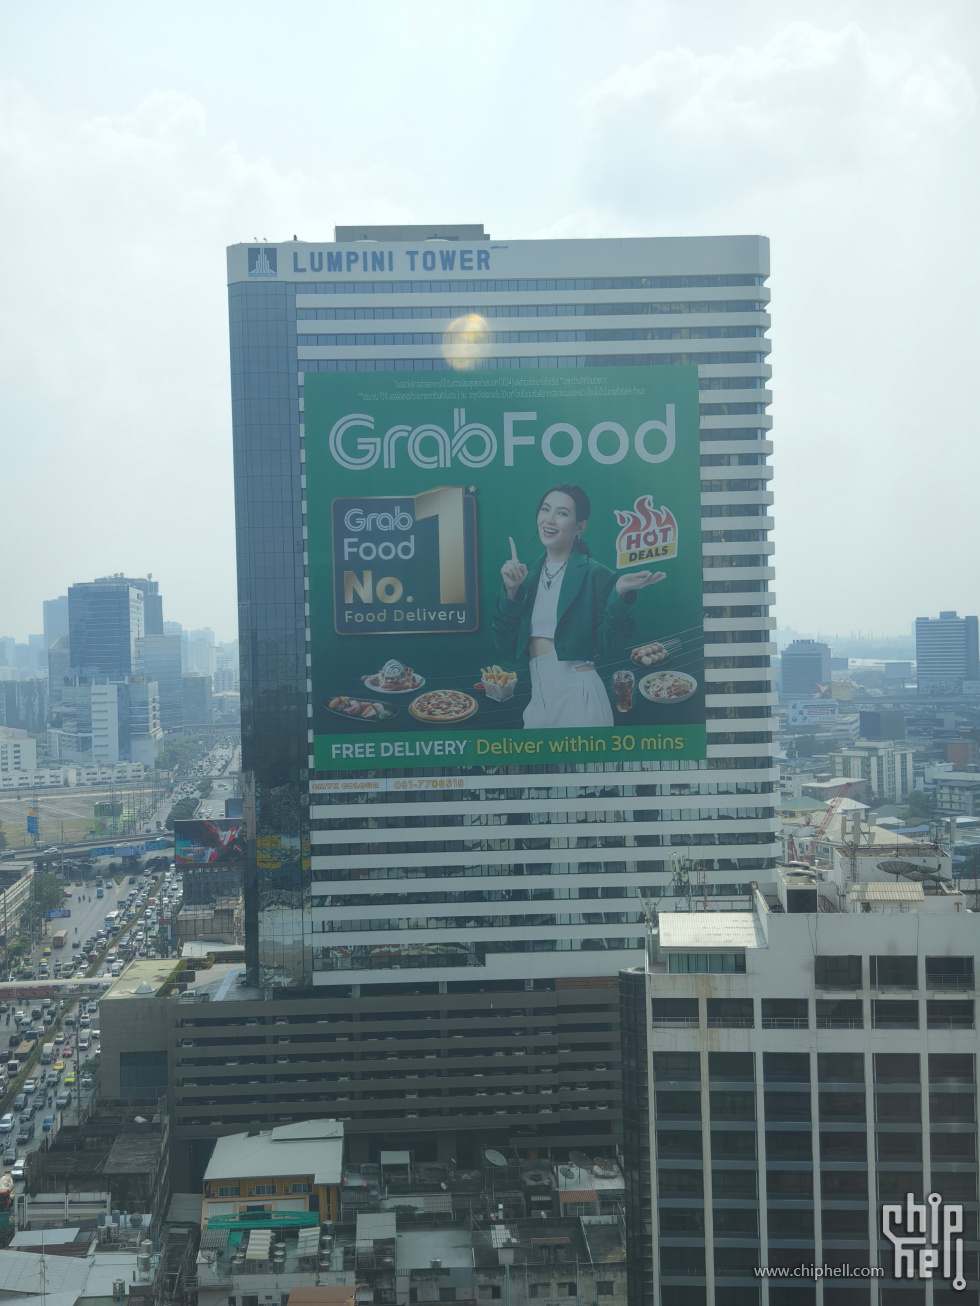 LUMPINI TOWER
GrabFood
Grab
Food
No. 1
Food Delivery
HOT
DEALS
FREE DELIVERY Deliver within 30 mins
chip
hell
www.chiphell.com